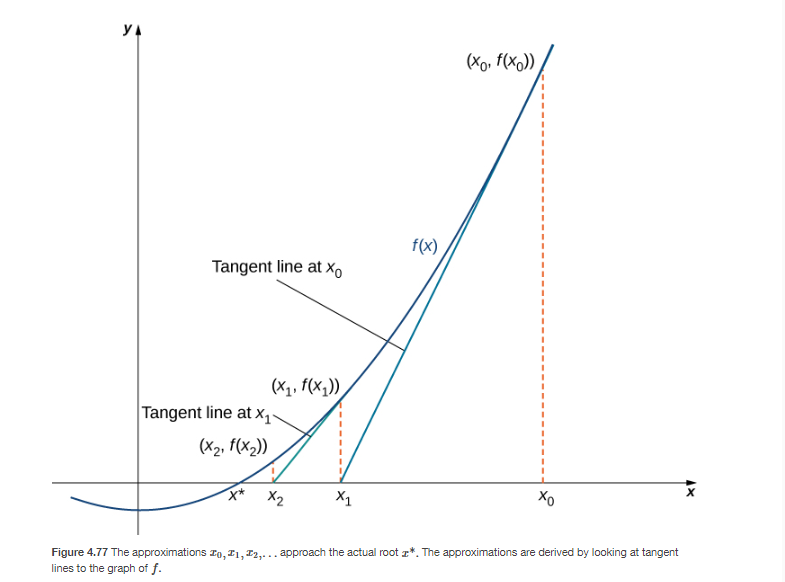 y
(x₀, f(x₀))
f(x)
Tangent line at x₀
(x₁, f(x₁))
Tangent line at x₁
(x₂, f(x₂))
x* x₂ x₁ x₀ x
Figure 4.77 The approximations x₀, x₁, x₂, . . . approach the actual root x*. The approximations are derived by looking at tangent
lines to the graph of f.